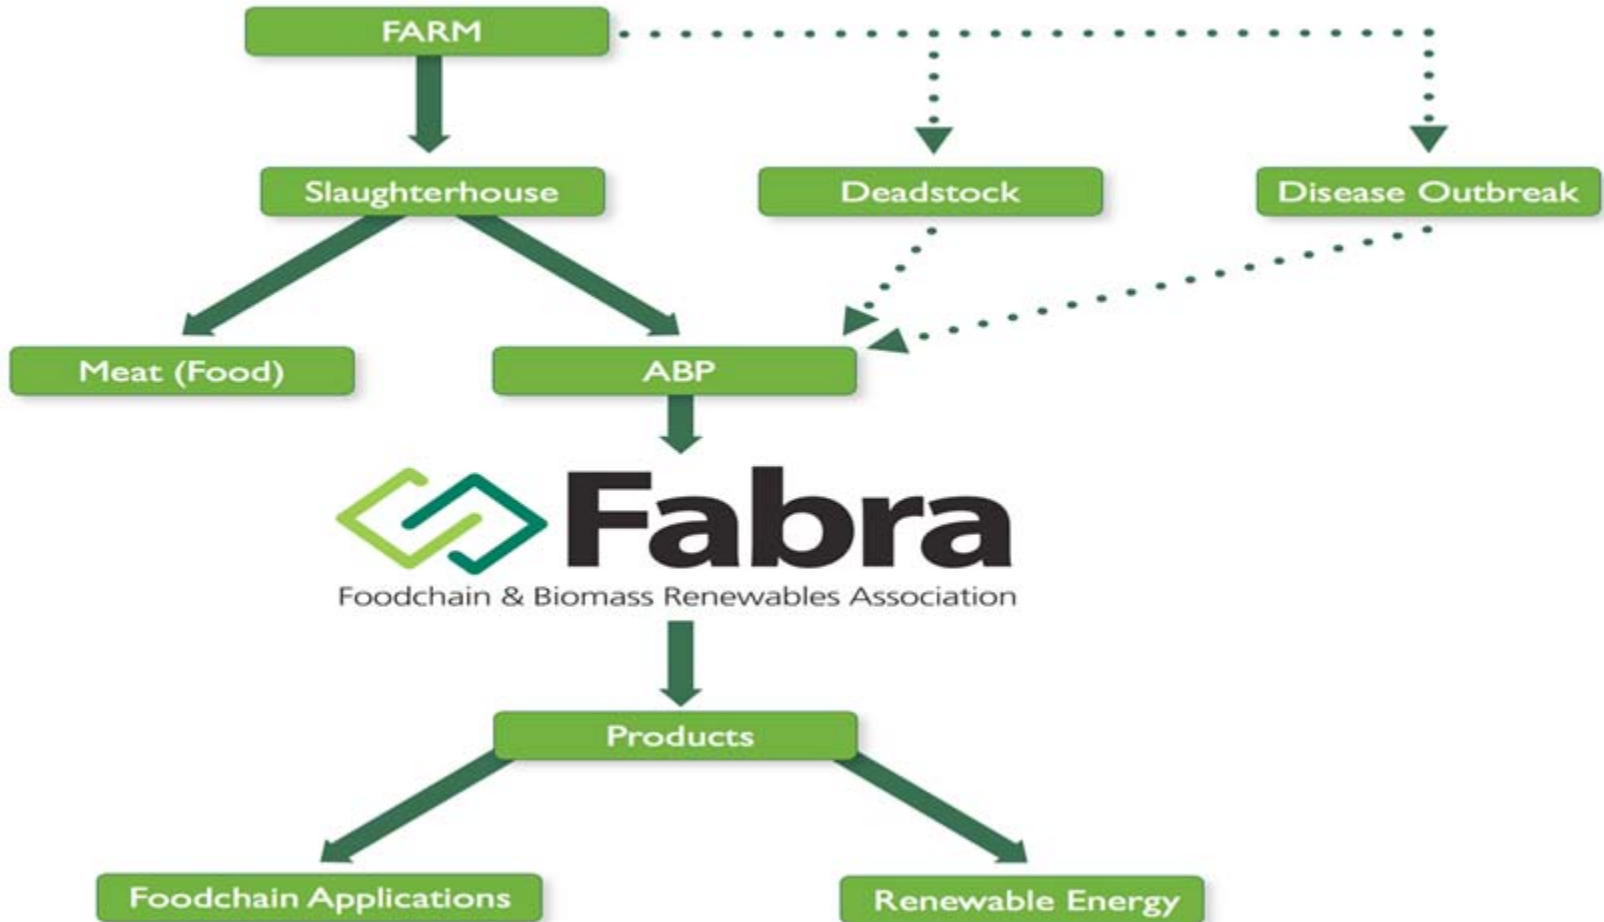 FARM
Slaughterhouse
Deadstock
Disease Outbreak
Meat (Food)
ABP
Fabra
Foodchain & Biomass Renewables Association
Products
Foodchain Applications
Renewable Energy